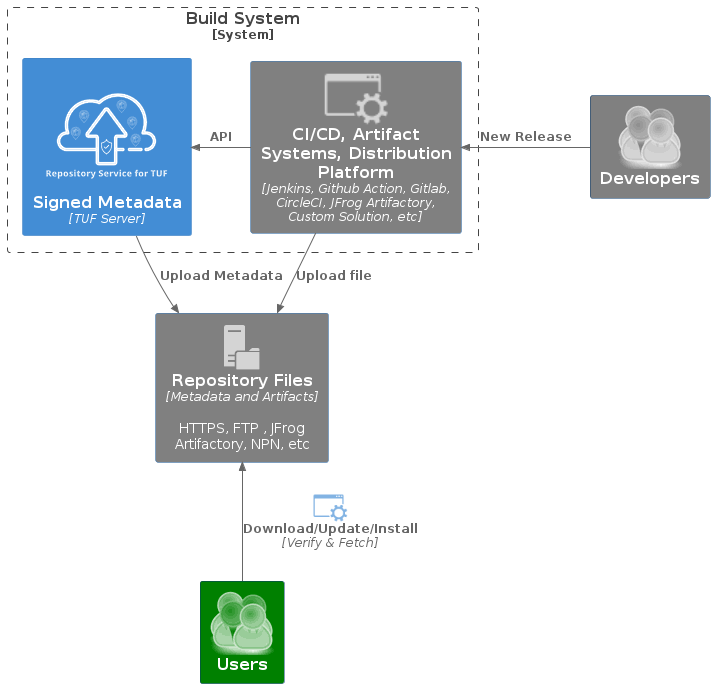 Build System
[System]
Repository Service for TUF
Signed Metadata
[TUF Server]
API
CI/CD, Artifact
Systems, Distribution
Platform
[Jenkins, Github Action, Gitlab,
CircleCI, JFrog Artifactory,
Custom Solution, etc]
New Release
Developers
Upload Metadata
Upload file
Repository Files
[Metadata and Artifacts]
HTTPS, FTP , JFrog
Artifactory, NPN, etc
Download/Update/Install
[Verify & Fetch]
Users